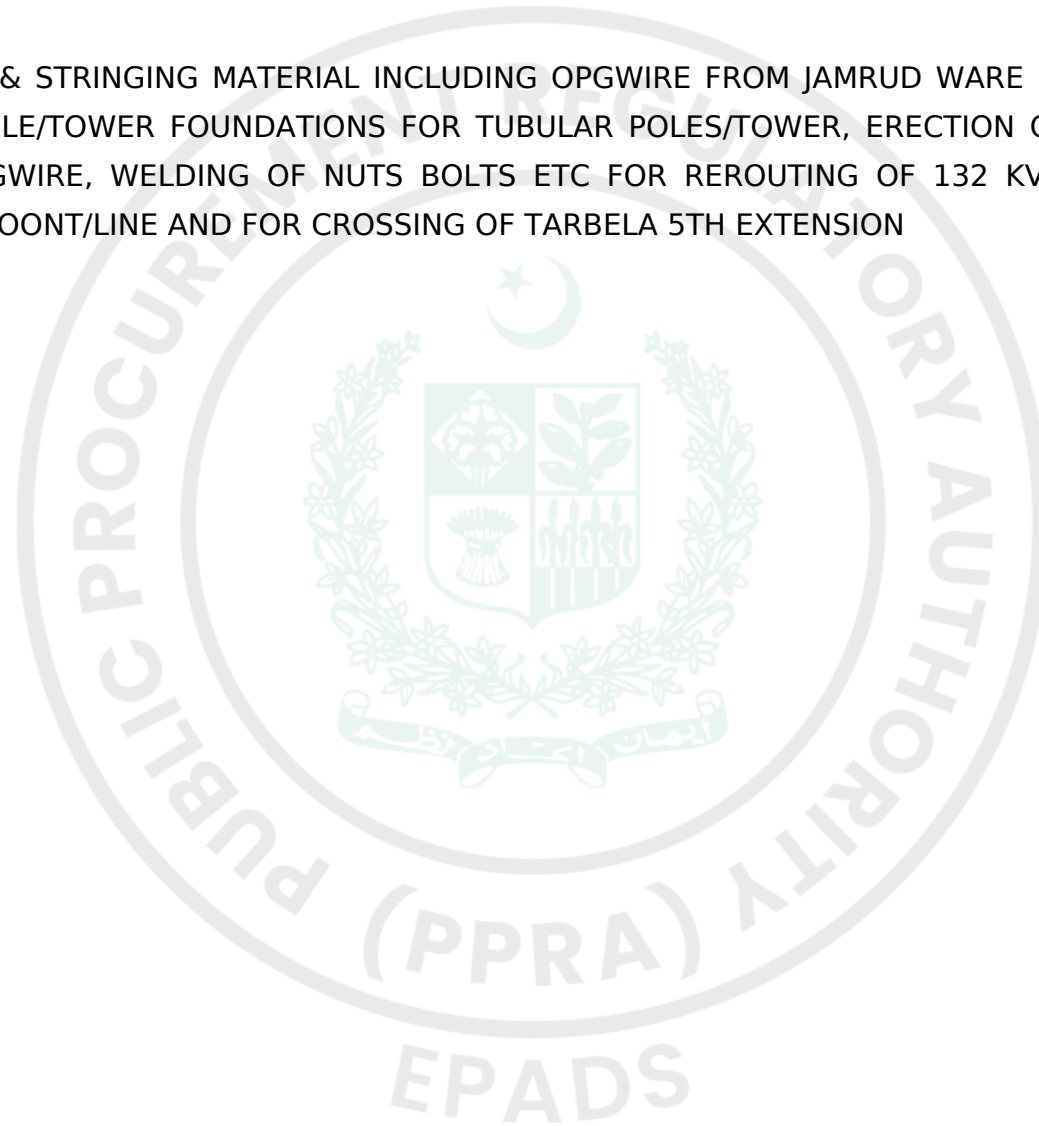 & STRINGING MATERIAL INCLUDING OPGWIRE FROM JAMRUD WARE
LE/TOWER FOUNDATIONS FOR TUBULAR POLES/TOWER, ERECTION
GWIRE, WELDING OF NUTS BOLTS ETC FOR REROUTING OF 132 KV
OONT/LINE AND FOR CROSSING OF TARBELA 5TH EXTENSION
PUBLIC PROCUREMENT REGULATORY AUTHORITY
(PPRA)
EPADS